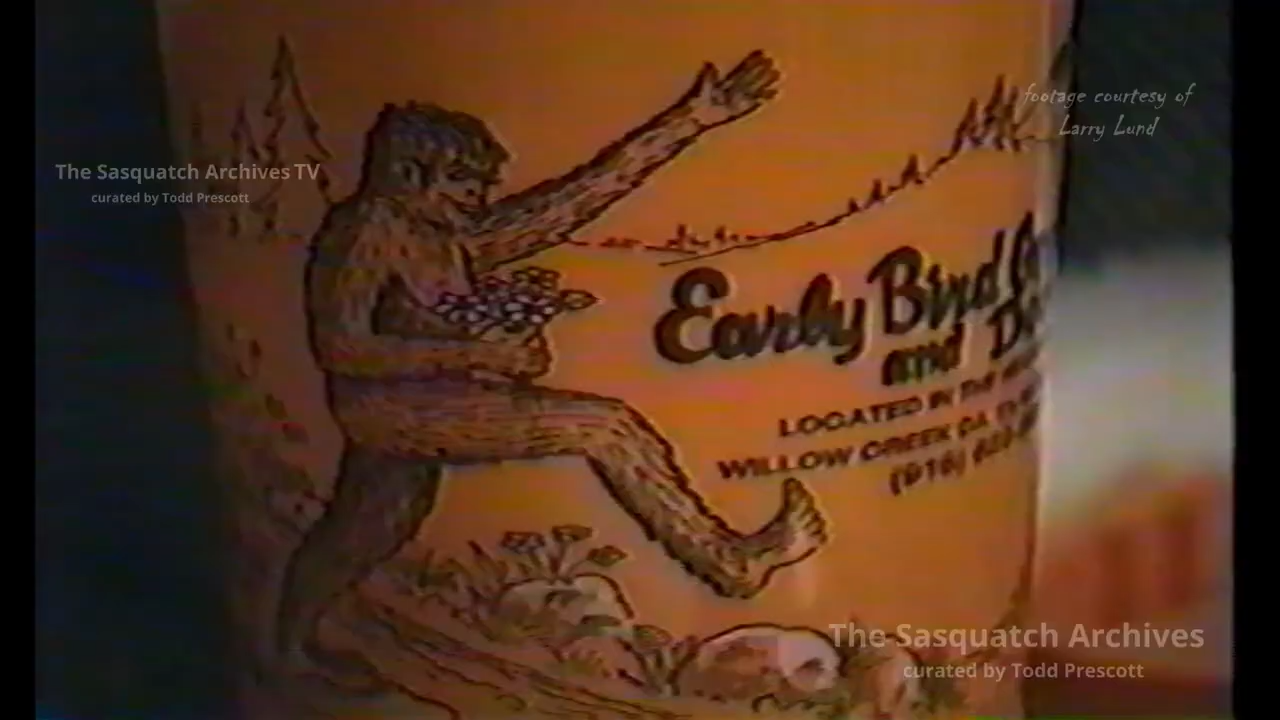 footage courtesy of
Larry Lund
The Sasquatch Archives TV
curated by Todd Prescott
Early Bird
and
LOCATED IN THE
WILLOW CREEK CA
(916)
The Sasquatch Archives
curated by Todd Prescott